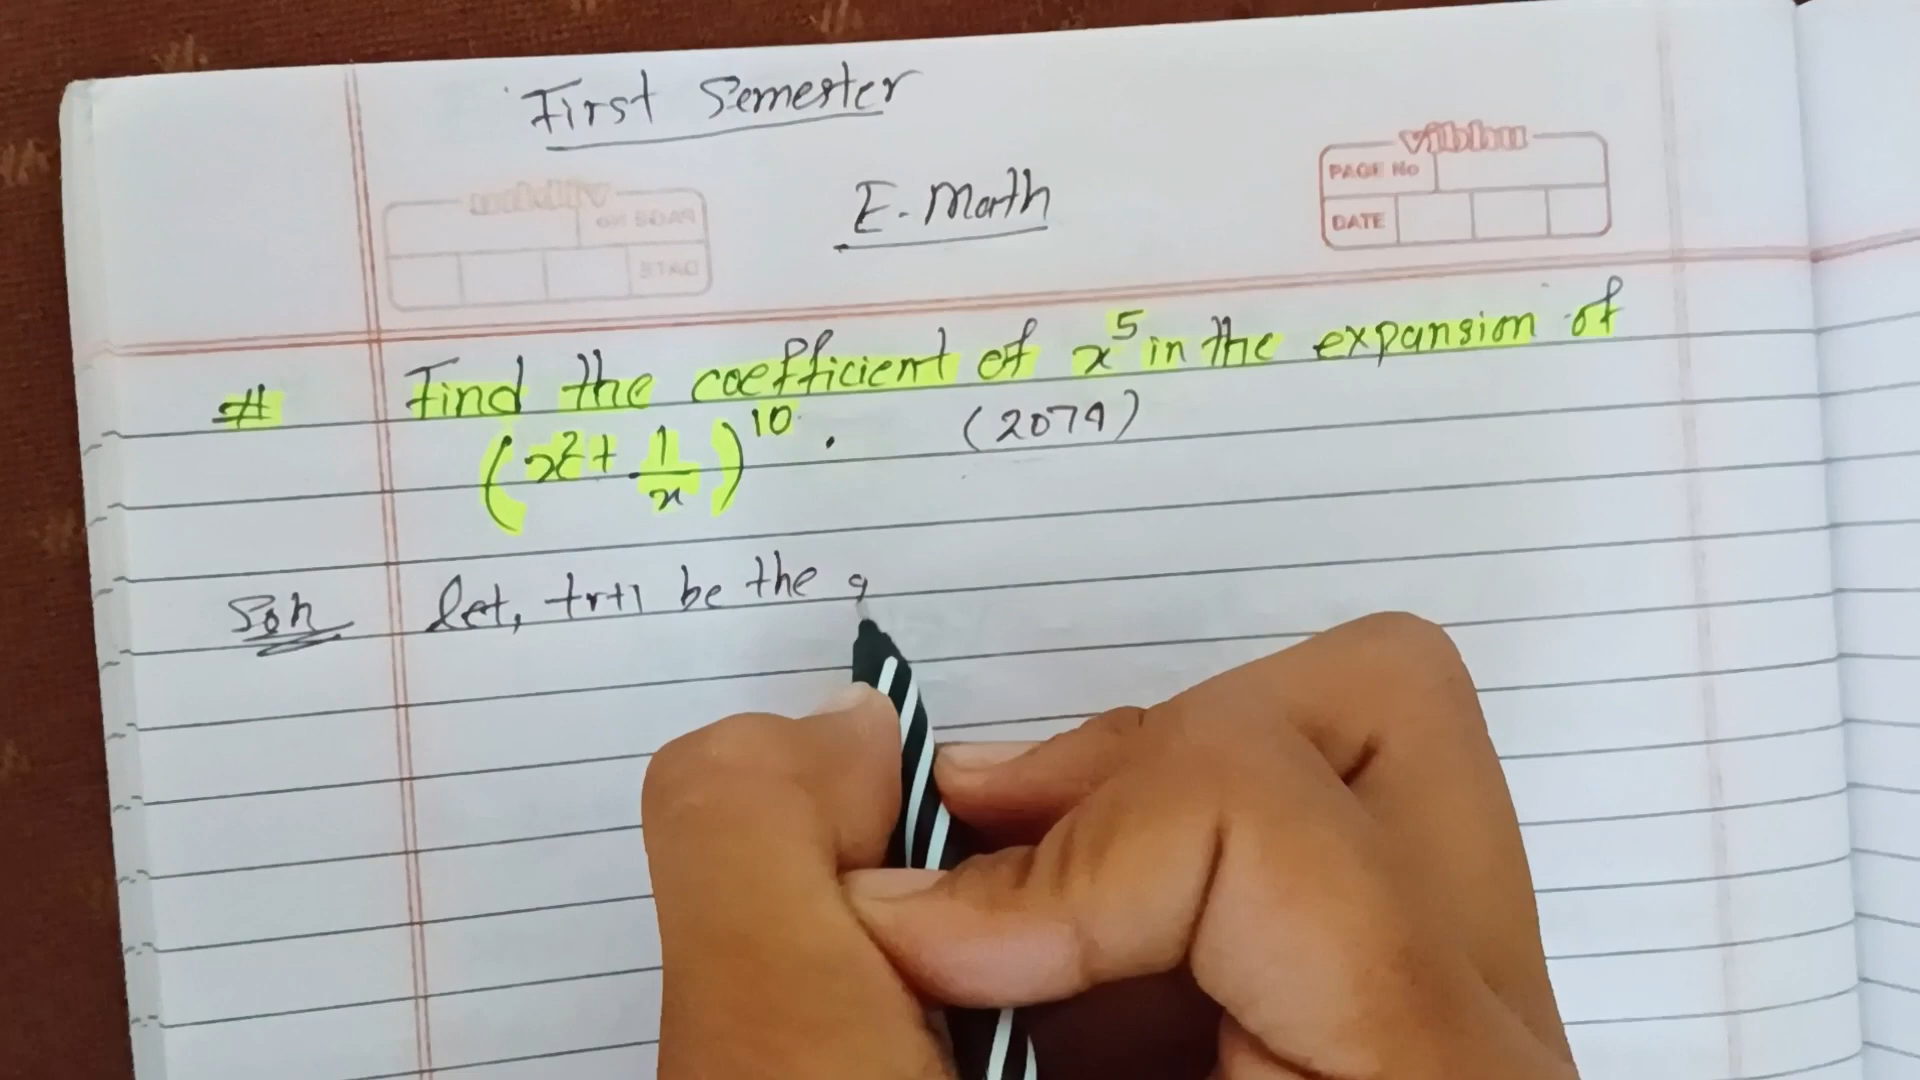 First Semester
E. Math
vibhu
PAGE No
DATE
# Find the coefficient of x⁵ in the expansion of
(x² + 1/x)¹⁰. (2079)
Soln let, tr+1 be the g